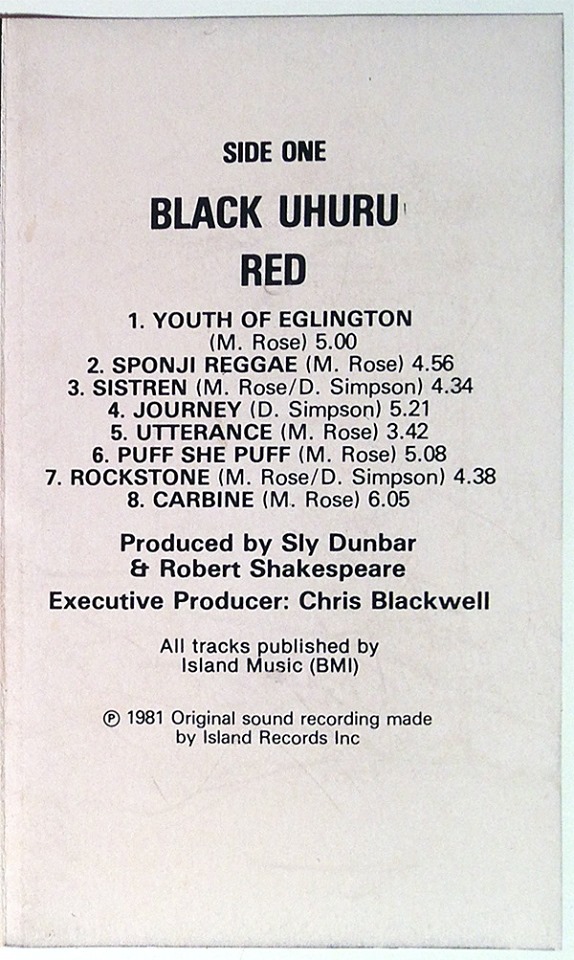 SIDE ONE
BLACK UHURU
RED
1. YOUTH OF EGLINGTON
(M. Rose) 5.00
2. SPONJI REGGAE (M. Rose) 4.56
3. SISTREN (M. Rose/D. Simpson) 4.34
4. JOURNEY (D. Simpson) 5.21
5. UTTERANCE (M. Rose) 3.42
6. PUFF SHE PUFF (M. Rose) 5.08
7. ROCKSTONE (M. Rose/D. Simpson) 4.38
8. CARBINE (M. Rose) 6.05
Produced by Sly Dunbar
& Robert Shakespeare
Executive Producer: Chris Blackwell
All tracks published by
Island Music (BMI)
℗ 1981 Original sound recording made
by Island Records Inc